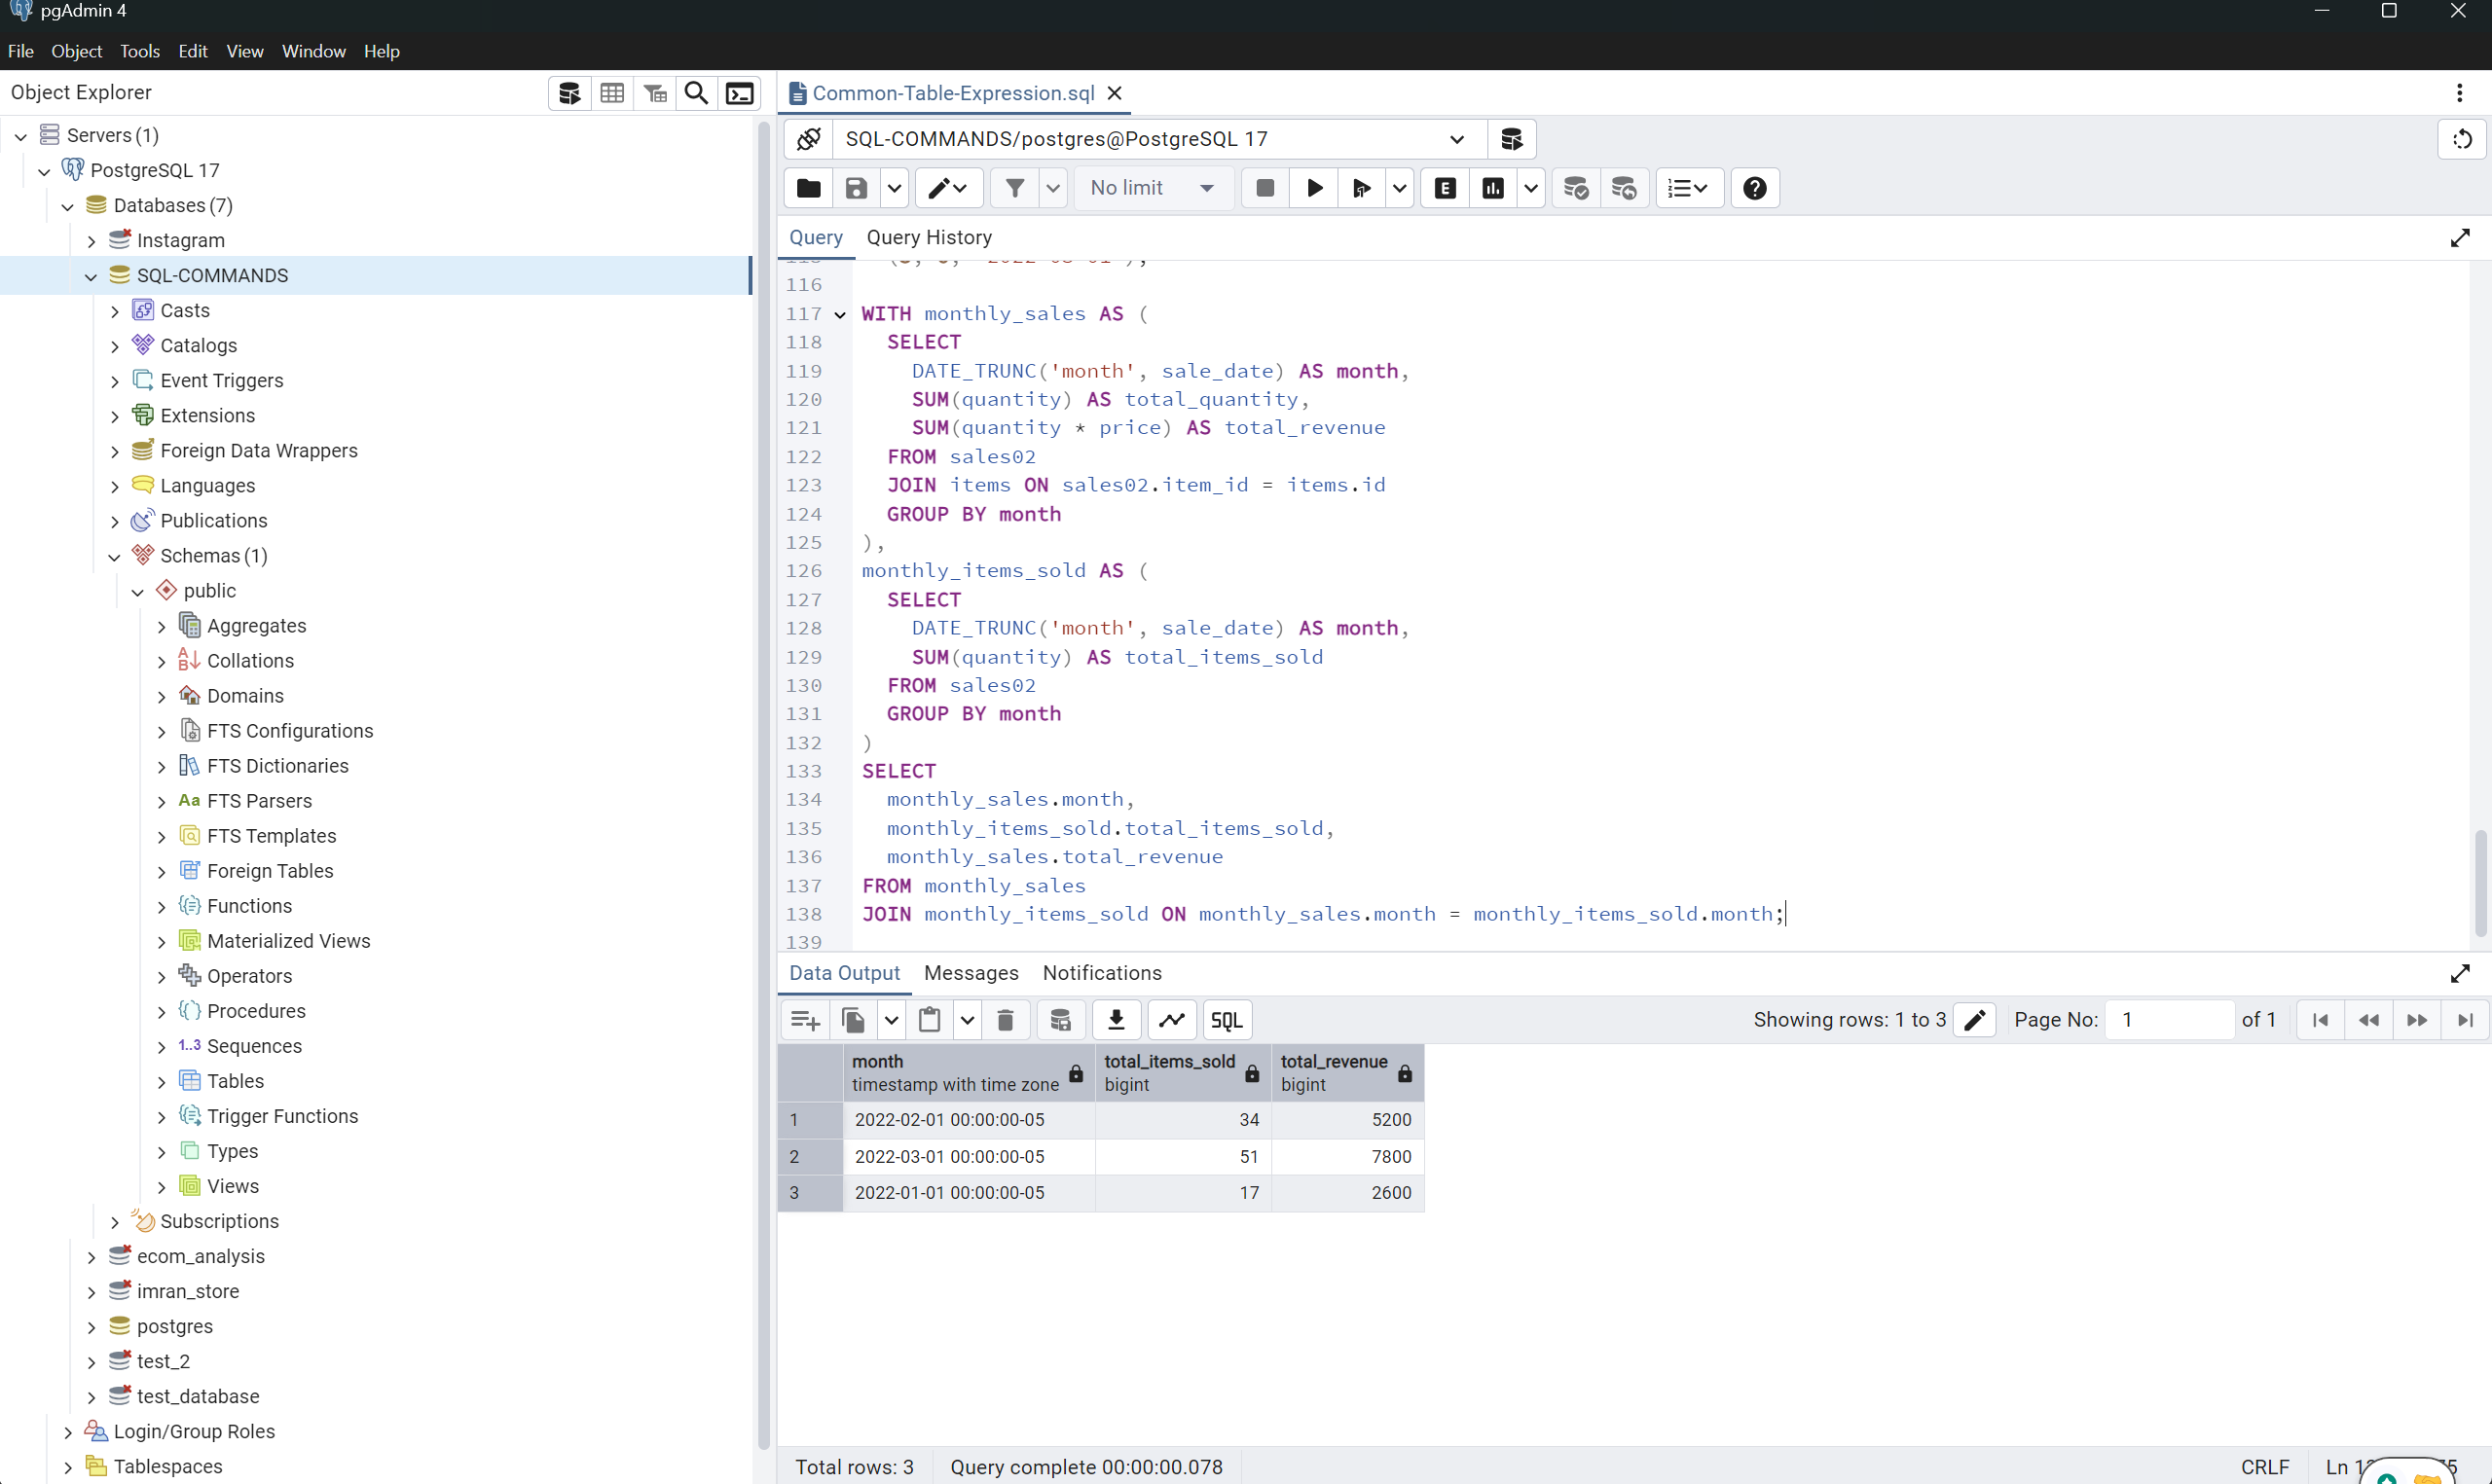 pgAdmin 4
File Object Tools Edit View Window Help
Object Explorer
Servers (1)
PostgreSQL 17
Databases (7)
Instagram
SQL-COMMANDS
Casts
Catalogs
Event Triggers
Extensions
Foreign Data Wrappers
Languages
Publications
Schemas (1)
public
Aggregates
Collations
Domains
FTS Configurations
FTS Dictionaries
Aa FTS Parsers
FTS Templates
Foreign Tables
Functions
Materialized Views
Operators
Procedures
1..3 Sequences
Tables
Trigger Functions
Types
Views
Subscriptions
ecom_analysis
imran_store
postgres
test_2
test_database
Login/Group Roles
Tablespaces
Common-Table-Expression.sql
SQL-COMMANDS/postgres@PostgreSQL 17
No limit
Query Query History
116
117 WITH monthly_sales AS (
118 SELECT
119 DATE_TRUNC('month', sale_date) AS month,
120 SUM(quantity) AS total_quantity,
121 SUM(quantity * price) AS total_revenue
122 FROM sales02
123 JOIN items ON sales02.item_id = items.id
124 GROUP BY month
125 ),
126 monthly_items_sold AS (
127 SELECT
128 DATE_TRUNC('month', sale_date) AS month,
129 SUM(quantity) AS total_items_sold
130 FROM sales02
131 GROUP BY month
132 )
133 SELECT
134 monthly_sales.month,
135 monthly_items_sold.total_items_sold,
136 monthly_sales.total_revenue
137 FROM monthly_sales
138 JOIN monthly_items_sold ON monthly_sales.month = monthly_items_sold.month;
139
Data Output Messages Notifications
SQL Showing rows: 1 to 3 Page No: 1 of 1
month total_items_sold total_revenue
timestamp with time zone bigint bigint
1 2022-02-01 00:00:00-05 34 5200
2 2022-03-01 00:00:00-05 51 7800
3 2022-01-01 00:00:00-05 17 2600
Total rows: 3 Query complete 00:00:00.078 CRLF Ln